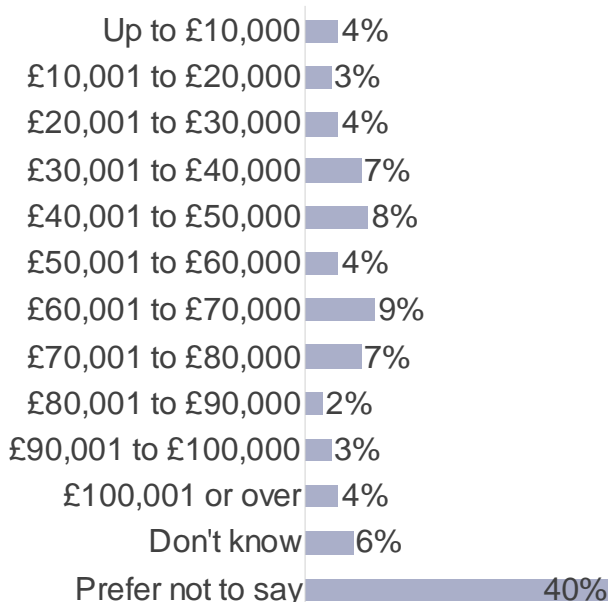 Up to £10,000 4%
£10,001 to £20,000 3%
£20,001 to £30,000 4%
£30,001 to £40,000 7%
£40,001 to £50,000 8%
£50,001 to £60,000 4%
£60,001 to £70,000 9%
£70,001 to £80,000 7%
£80,001 to £90,000 2%
£90,001 to £100,000 3%
£100,001 or over 4%
Don't know 6%
Prefer not to say 40%